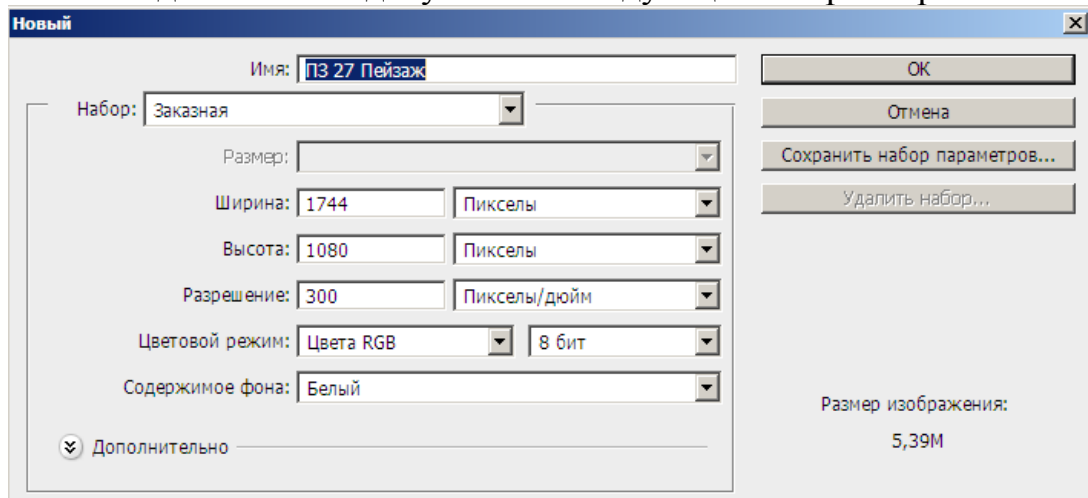 Новый
Имя: ПЗ 27 Пейзаж
Набор: Заказная
Размер:
Ширина: 1744 Пикселы
Высота: 1080 Пикселы
Разрешение: 300 Пикселы/дюйм
Цветовой режим: Цвета RGB 8 бит
Содержимое фона: Белый
Дополнительно
OK
Отмена
Сохранить набор параметров...
Удалить набор...
Размер изображения:
5,39M